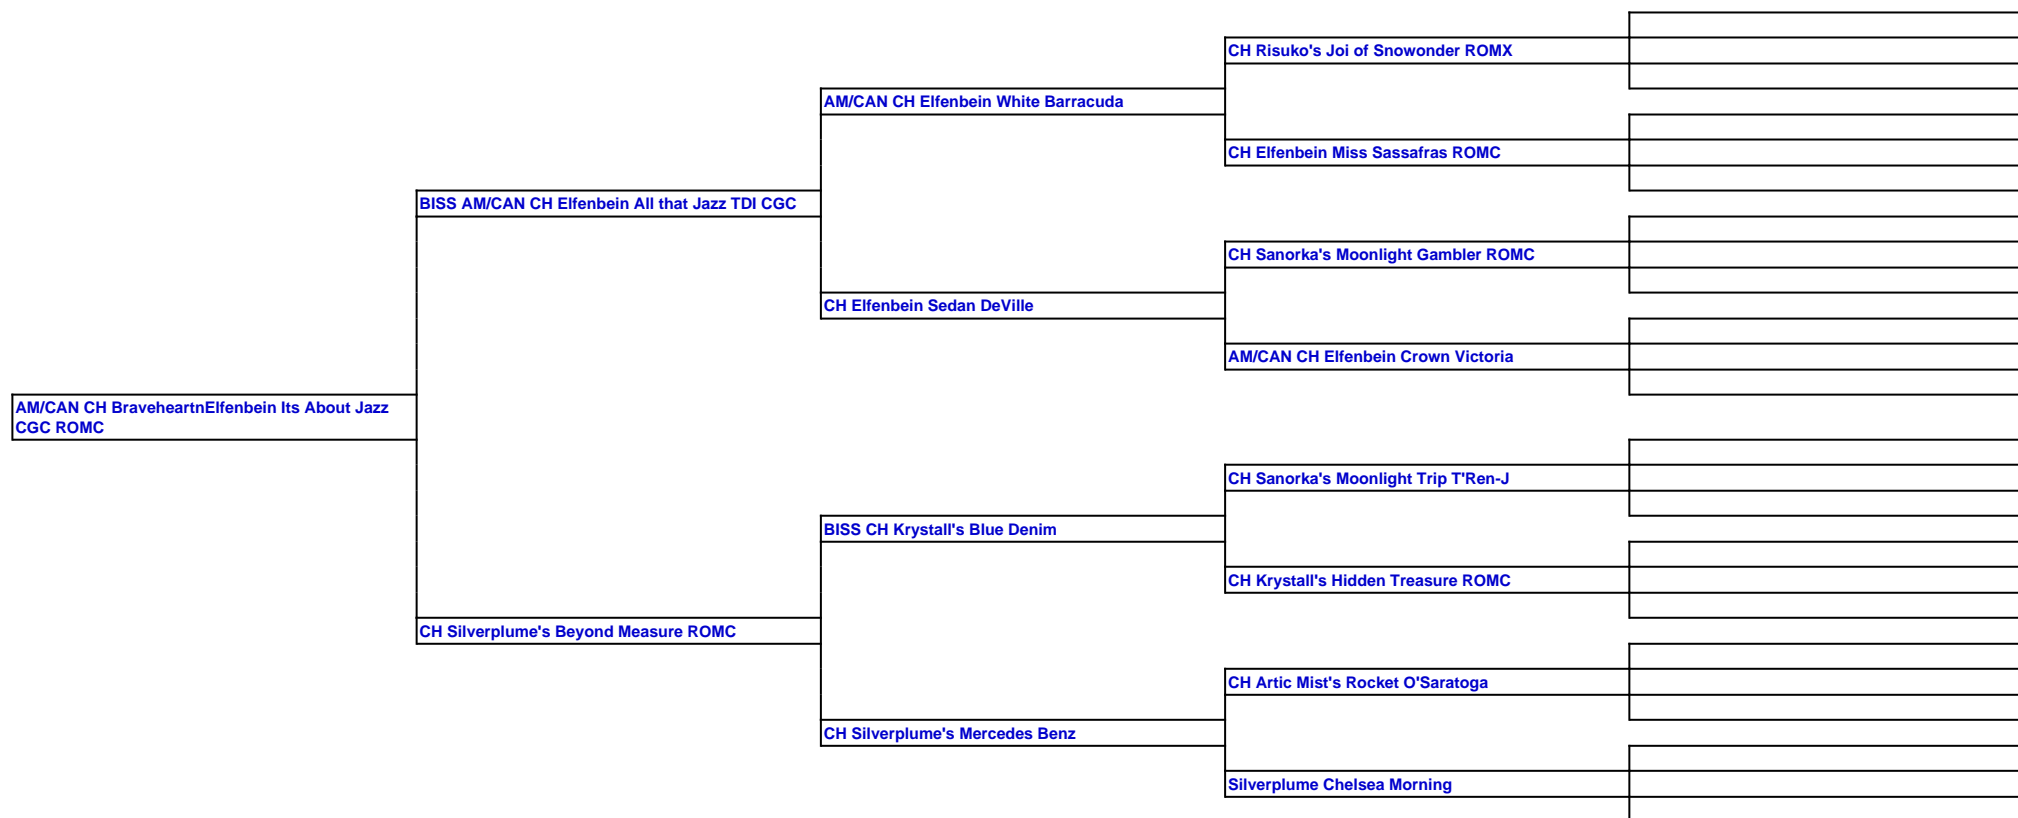 CH Risuko's Joi of Snowonder ROMX
AM/CAN CH Elfenbein White Barracuda
CH Elfenbein Miss Sassafras ROMC
BISS AM/CAN CH Elfenbein All that Jazz TDI CGC
CH Sanorka's Moonlight Gambler ROMC
CH Elfenbein Sedan DeVille
AM/CAN CH Elfenbein Crown Victoria
AM/CAN CH BraveheartnElfenbein Its About Jazz
CGC ROMC
CH Sanorka's Moonlight Trip T'Ren-J
BISS CH Krystall's Blue Denim
CH Krystall's Hidden Treasure ROMC
CH Silverplume's Beyond Measure ROMC
CH Artic Mist's Rocket O'Saratoga
CH Silverplume's Mercedes Benz
Silverplume Chelsea Morning